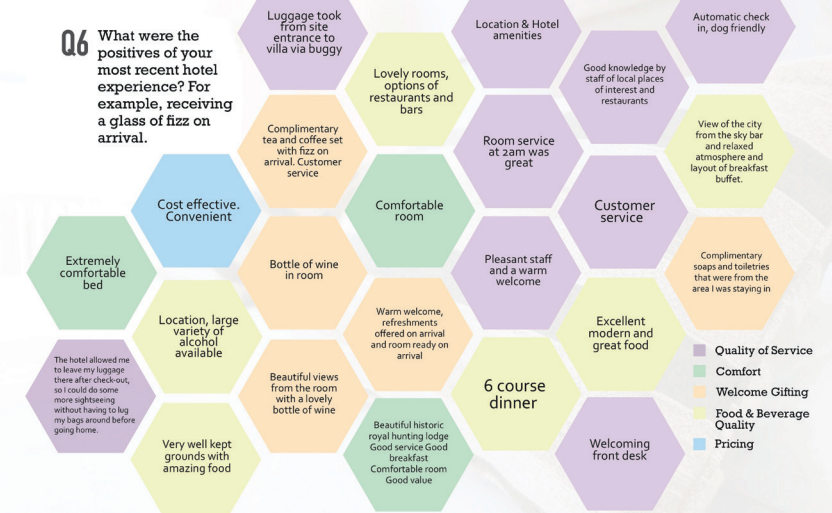 Q6
What were the
positives of your
most recent hotel
experience? For
example, receiving
a glass of fizz on
arrival.
Luggage took
from site
entrance to
villa via buggy
Location & Hotel
amenities
Automatic check
in, dog friendly
Lovely rooms,
options of
restaurants and
bars
Good knowledge by
staff of local places
of interest and
restaurants
Complimentary
tea and coffee set
with fizz on
arrival. Customer
service
Room service
at 2am was
great
View of the city
from the sky bar
and relaxed
atmosphere and
layout of breakfast
buffet.
Cost effective.
Convenient
Comfortable
room
Customer
service
Extremely
comfortable
bed
Bottle of wine
in room
Pleasant staff
and a warm
welcome
Complimentary
soaps and toiletries
that were from the
area I was staying in
Location, large
variety of
alcohol
available
Warm welcome,
refreshments
offered on arrival
and room ready on
arrival
Excellent
modern and
great food
The hotel allowed me
to leave my luggage
there after check-out,
so I could do some
more sightseeing
without having to lug
my bags around before
going home.
Beautiful views
from the room
with a lovely
bottle of wine
6 course
dinner
Very well kept
grounds with
amazing food
Beautiful historic
royal hunting lodge
Good service Good
breakfast
Comfortable room
Good value
Welcoming
front desk
Quality of Service
Comfort
Welcome Gifting
Food & Beverage
Quality
Pricing